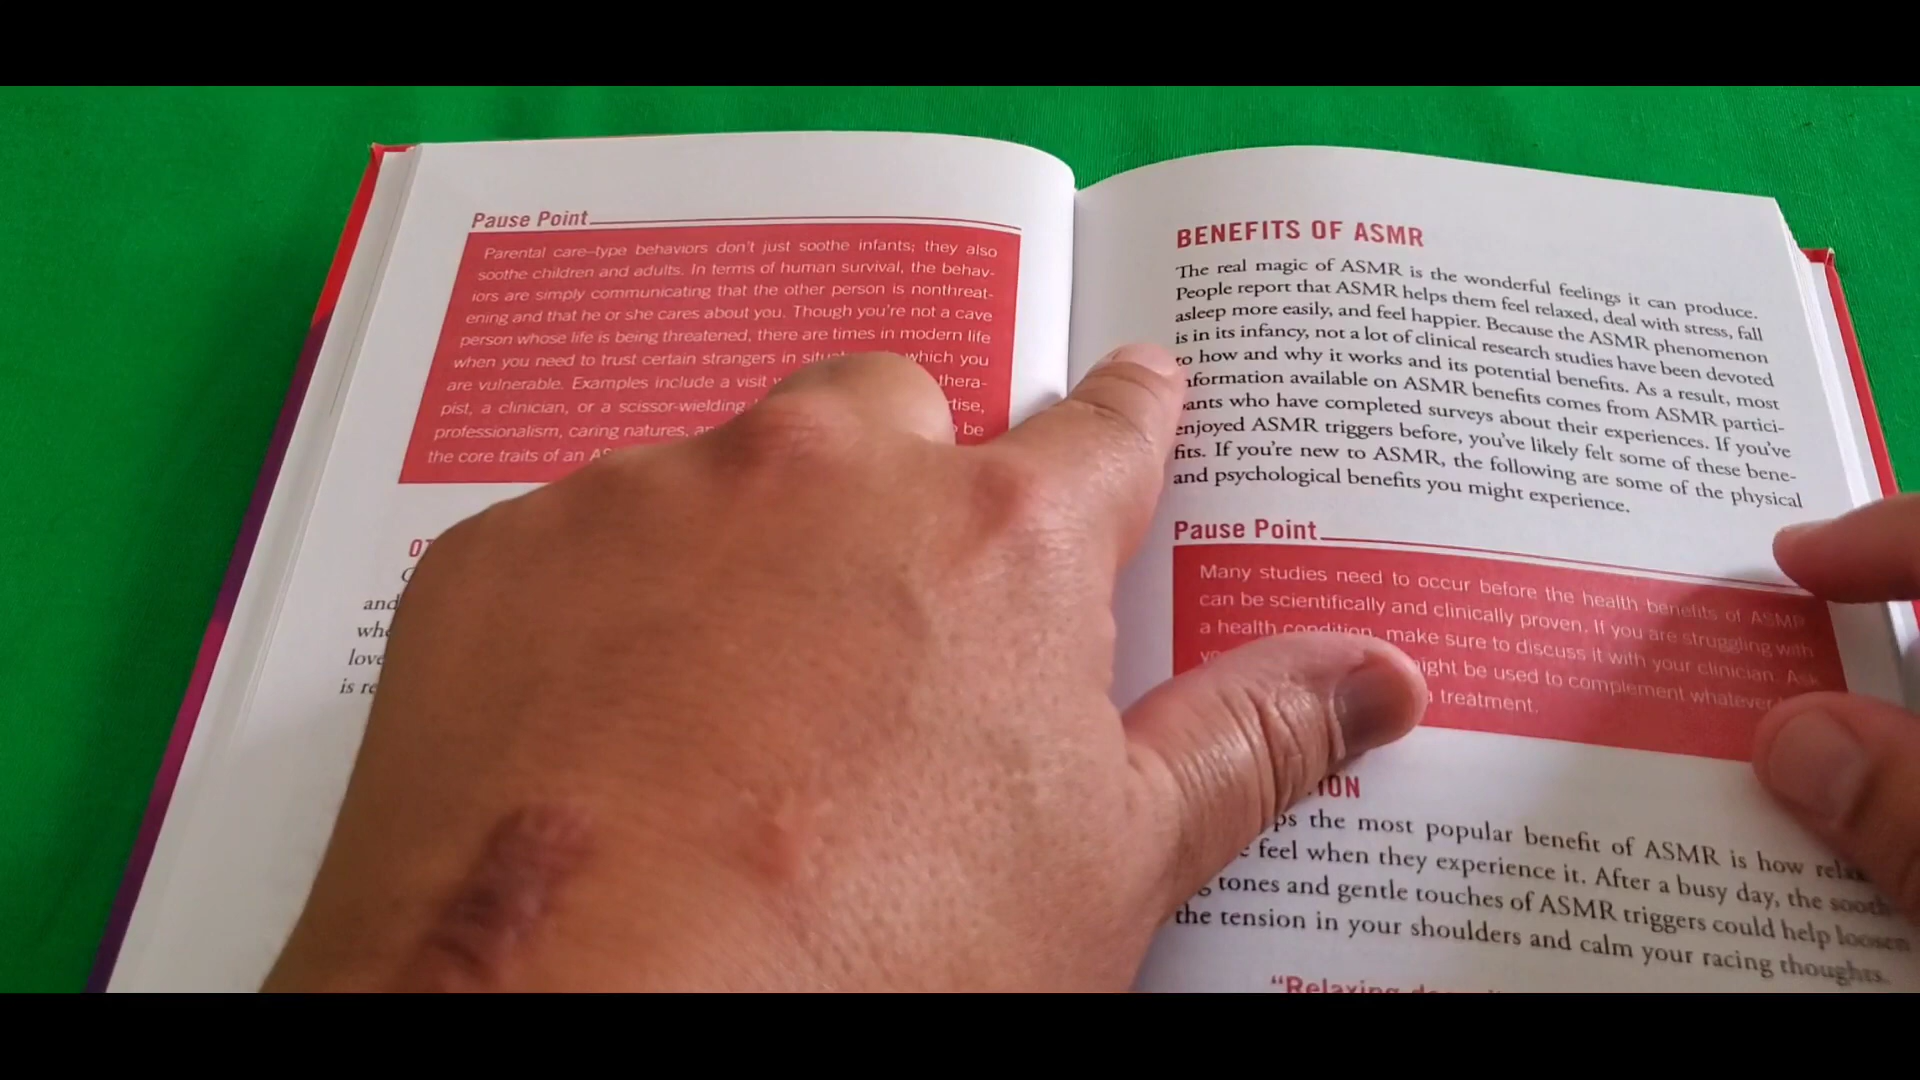 Pause Point
Parental care–type behaviors don't just soothe infants; they also
soothe children and adults. In terms of human survival, the behav-
iors are simply communicating that the other person is nonthreat-
ening and that he or she cares about you. Though you're not a cave
person whose life is being threatened, there are times in modern life
when you need to trust certain strangers in which you
are vulnerable. Examples include a visit thera-
pist, a clinician, or a scissor-wielding
professionalism, caring natures, be
the core traits of an
and
love
is
BENEFITS OF ASMR
The real magic of ASMR is the wonderful feelings it can produce.
People report that ASMR helps them feel relaxed, deal with stress, fall
asleep more easily, and feel happier. Because the ASMR phenomenon
is in its infancy, not a lot of clinical research studies have been devoted
to how and why it works and its potential benefits. As a result, most
information available on ASMR benefits comes from ASMR partici-
pants who have completed surveys about their experiences. If you've
enjoyed ASMR triggers before, you've likely felt some of these bene-
fits. If you're new to ASMR, the following are some of the physical
and psychological benefits you might experience.
Pause Point
Many studies need to occur before the health benefits of ASMR
can be scientifically and clinically proven. If you are struggling with
a health condition, make sure to discuss it with your clinician. Ask
might be used to complement whatever
treatment.
the most popular benefit of ASMR is how
feel when they experience it. After a busy day, the
tones and gentle touches of ASMR triggers could help loosen
the tension in your shoulders and calm your racing thoughts.
"Relaxing